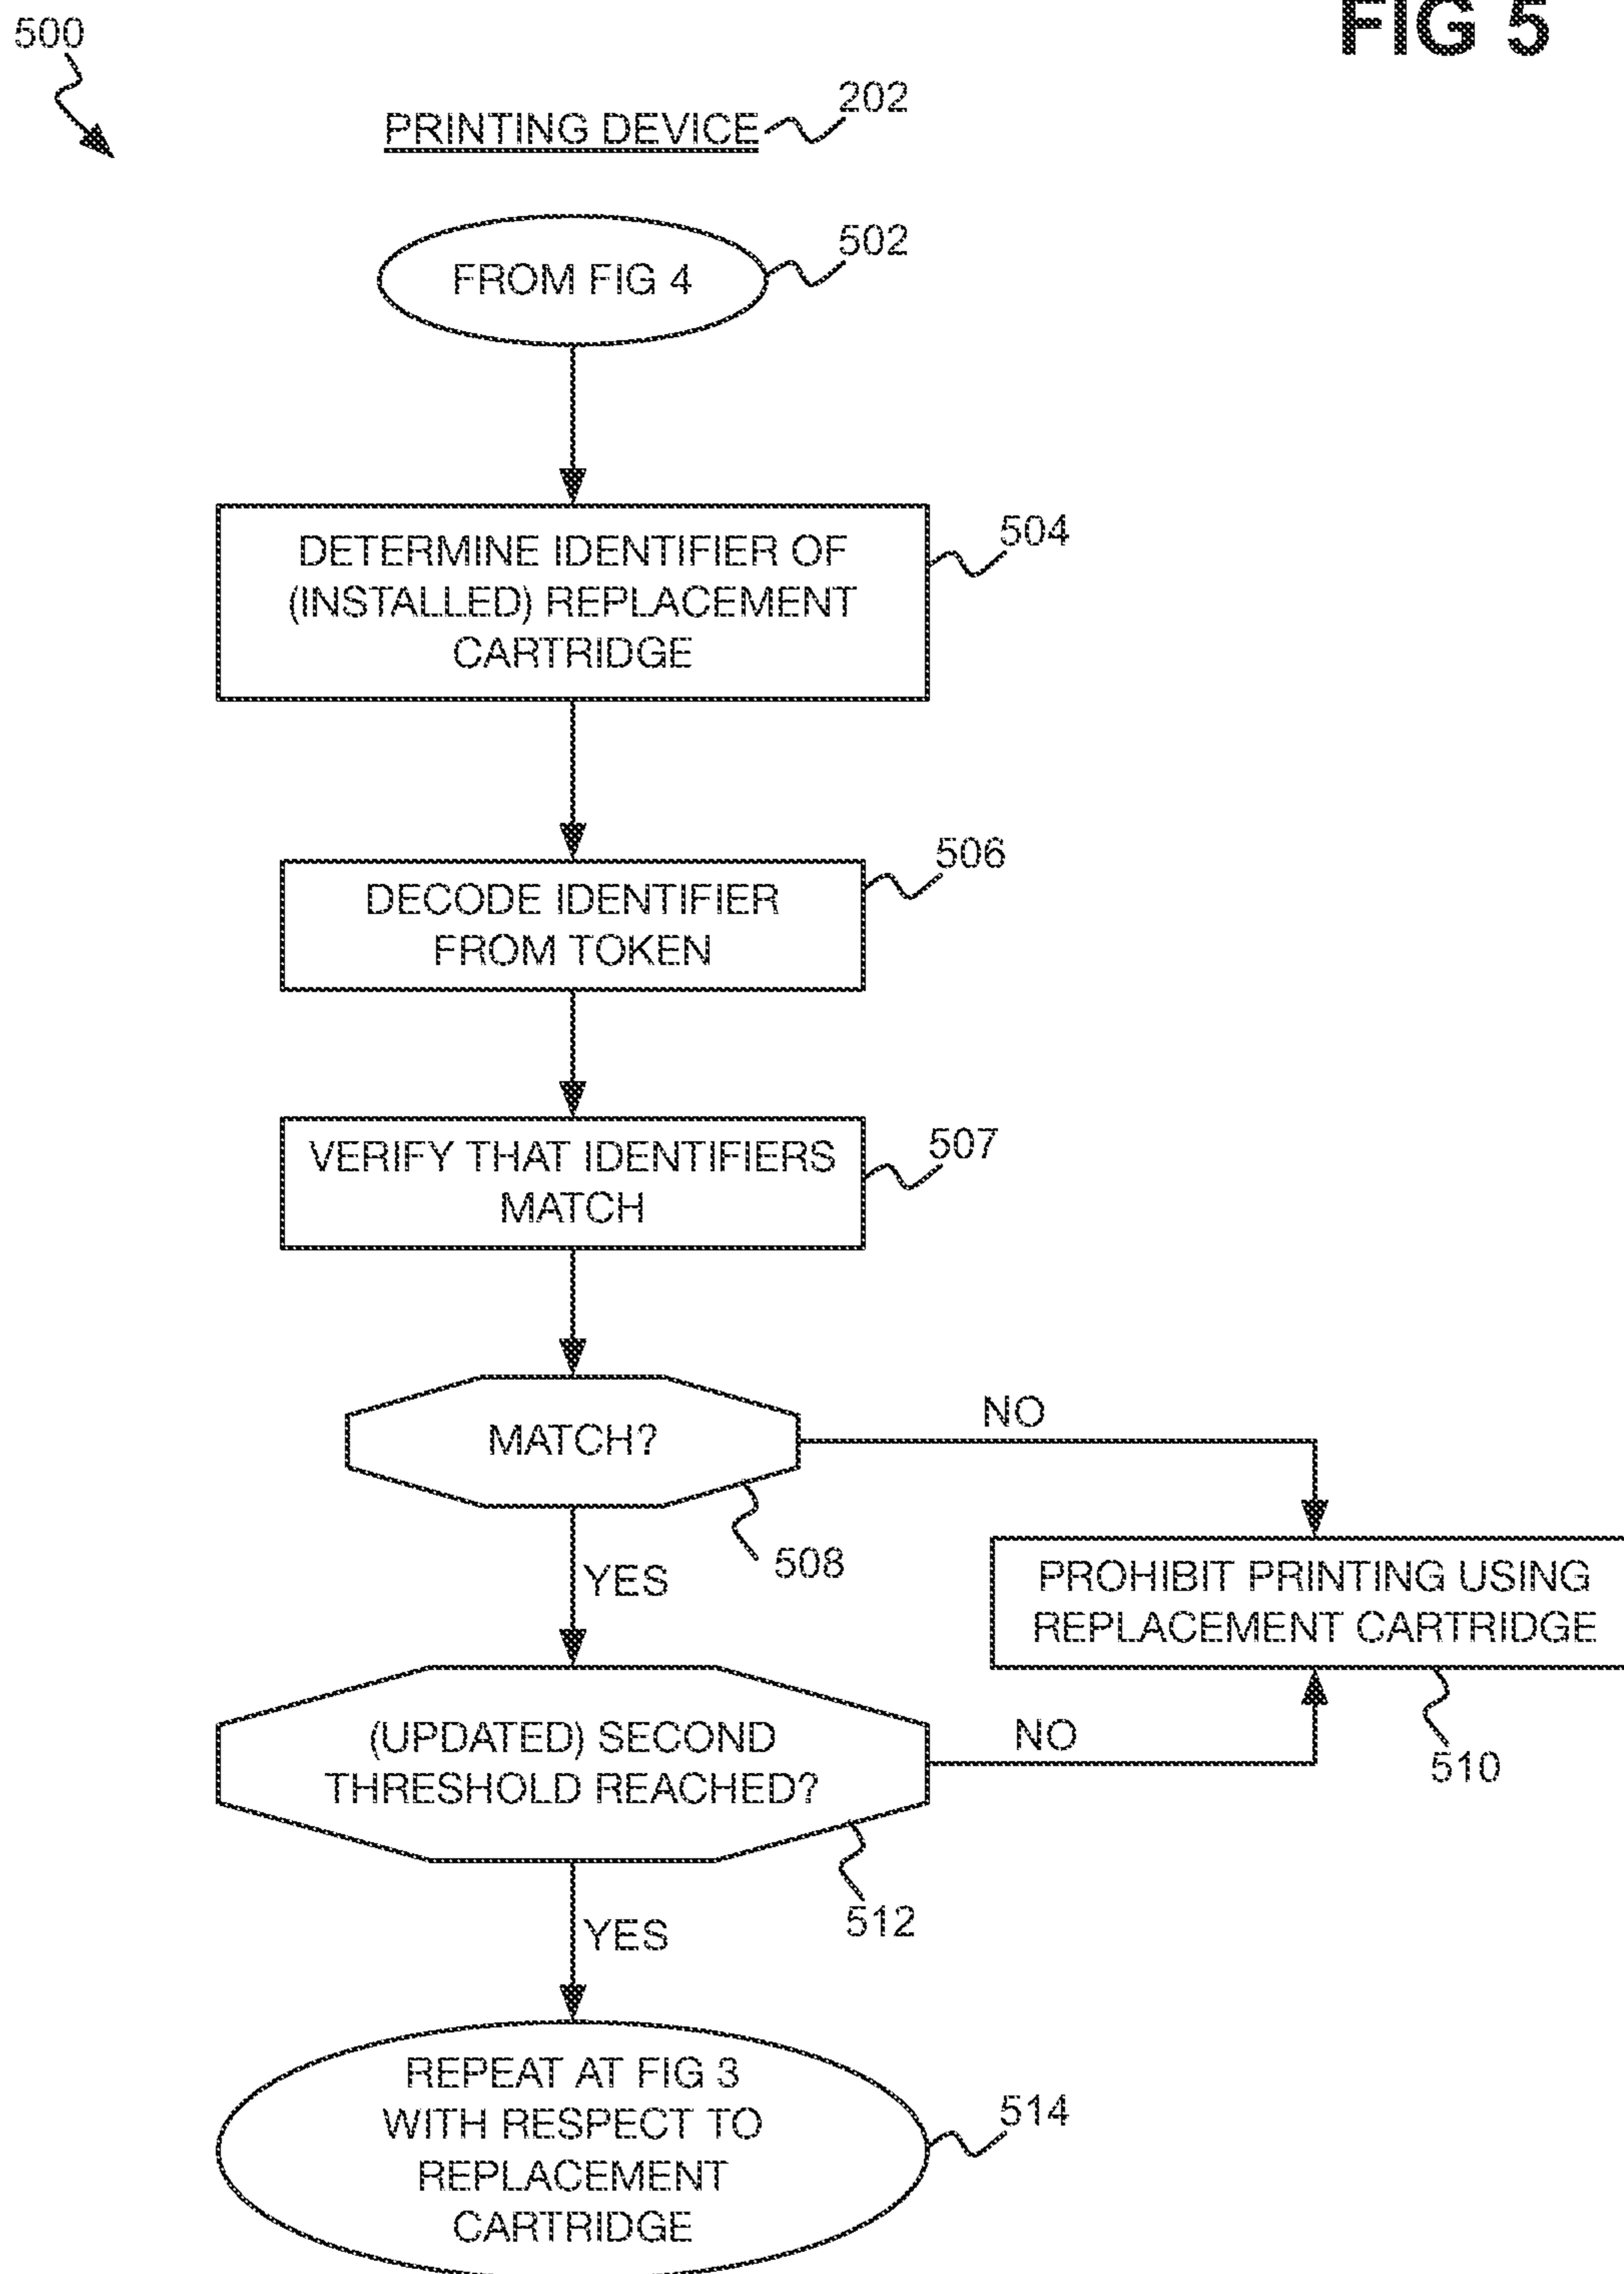 FIG 5
500
PRINTING DEVICE
202
FROM FIG 4
502
DETERMINE IDENTIFIER OF
(INSTALLED) REPLACEMENT
CARTRIDGE
504
DECODE IDENTIFIER
FROM TOKEN
506
VERIFY THAT IDENTIFIERS
MATCH
507
MATCH?
NO
508
YES
PROHIBIT PRINTING USING
REPLACEMENT CARTRIDGE
510
(UPDATED) SECOND
THRESHOLD REACHED?
NO
512
YES
REPEAT AT FIG 3
WITH RESPECT TO
REPLACEMENT
CARTRIDGE
514